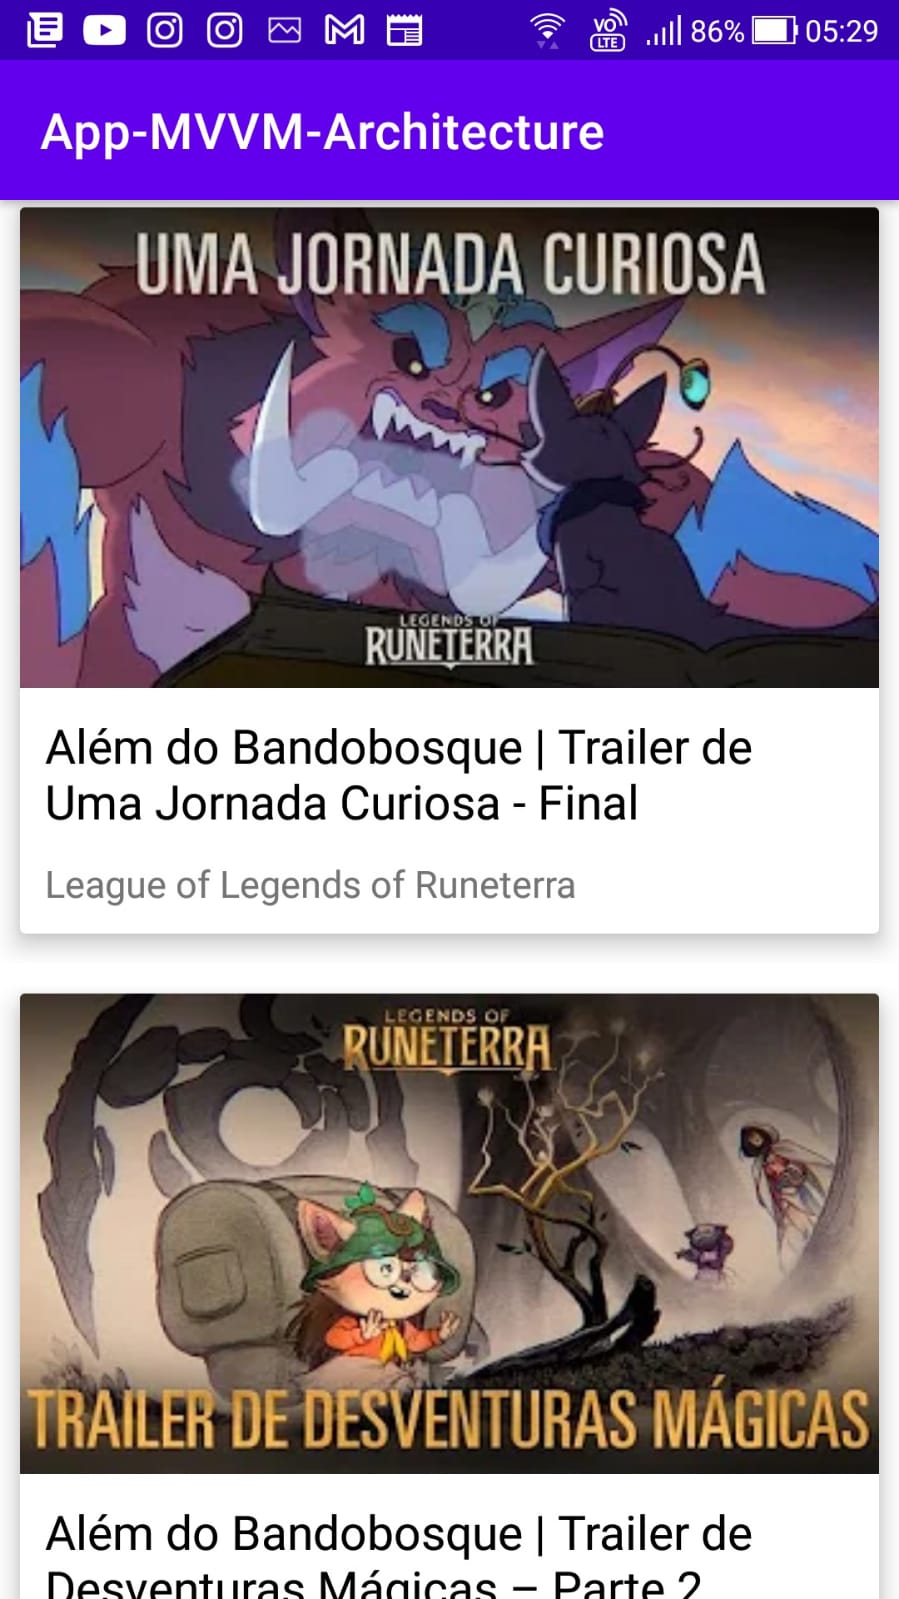 VO
LTE
86%
05:29
App-MVVM-Architecture
UMA JORNADA CURIOSA
LEGENDS OF
RUNETERRA
Além do Bandobosque | Trailer de
Uma Jornada Curiosa - Final
League of Legends of Runeterra
LEGENDS OF
RUNETERRA
TRAILER DE DESVENTURAS MÁGICAS
Além do Bandobosque | Trailer de
Desventuras Mágicas – Parte 2